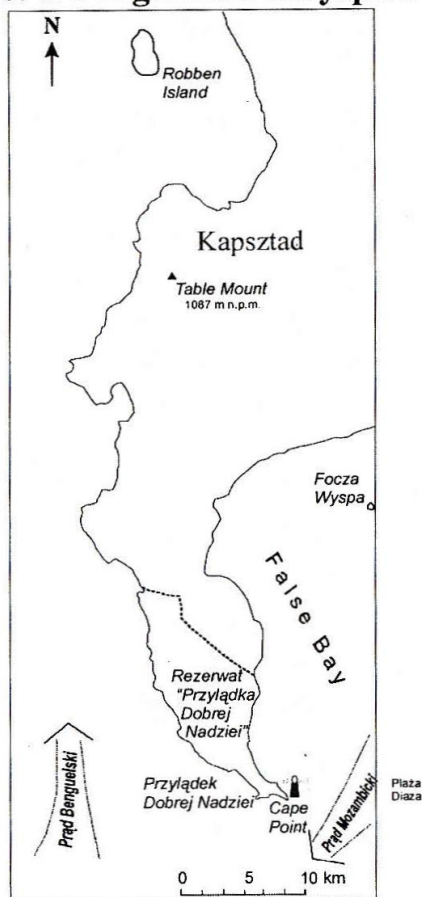 N
Robben
Island
Kapsztad
Table Mount
1087 m n.p.m.
Focza
Wyspa
False Bay
Rezerwat
"Przylądka
Dobrej
Nadziei"
Prąd Benguelski
Przylądek
Dobrej Nadziei
Cape
Point
Prąd Mozambicki
Plaża
Diaza
0 5 10 km